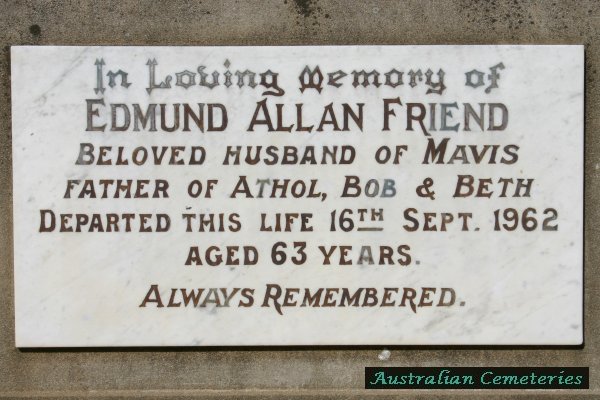 In Loving Memory of
EDMUND ALLAN FRIEND
BELOVED HUSBAND OF MAVIS
FATHER OF ATHOL, BOB & BETH
DEPARTED THIS LIFE 16TH SEPT. 1962
AGED 63 YEARS.
ALWAYS REMEMBERED.
Australian Cemeteries